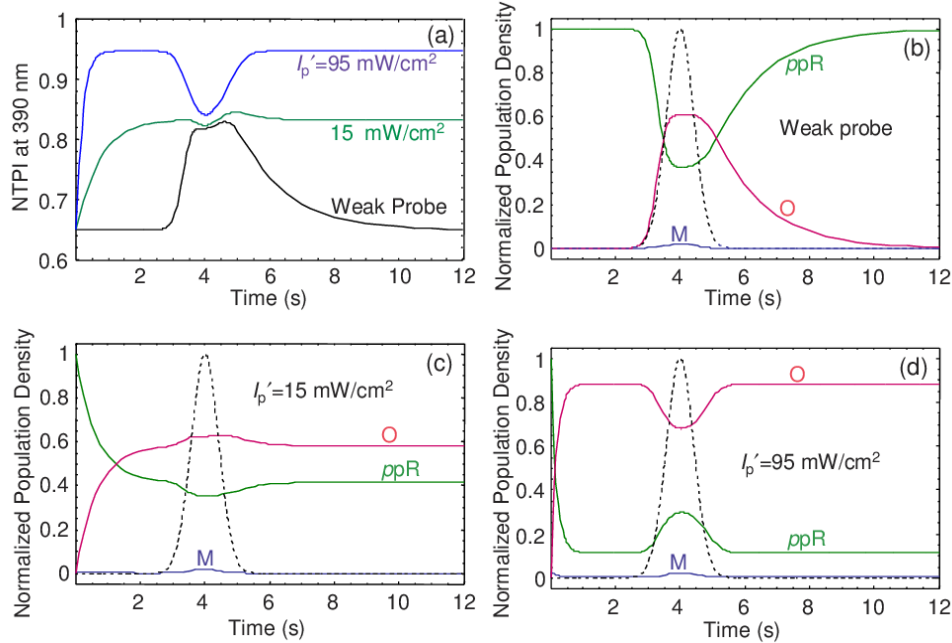 (a)
NTPI at 390 nm
1
0.9
0.8
0.7
0.6
Iₚ′=95 mW/cm²
15 mW/cm²
Weak Probe
2 4 6 8 10 12
Time (s)
(b)
Normalized Population Density
1
0.8
0.6
0.4
0.2
0
ppR
Weak probe
O
M
2 4 6 8 10 12
Time (s)
(c)
Normalized Population Density
1
0.8
0.6
0.4
0.2
0
Iₚ′=15 mW/cm²
O
ppR
M
2 4 6 8 10 12
Time (s)
(d)
Normalized Population Density
1
0.8
0.6
0.4
0.2
0
O
Iₚ′=95 mW/cm²
ppR
M
2 4 6 8 10 12
Time (s)